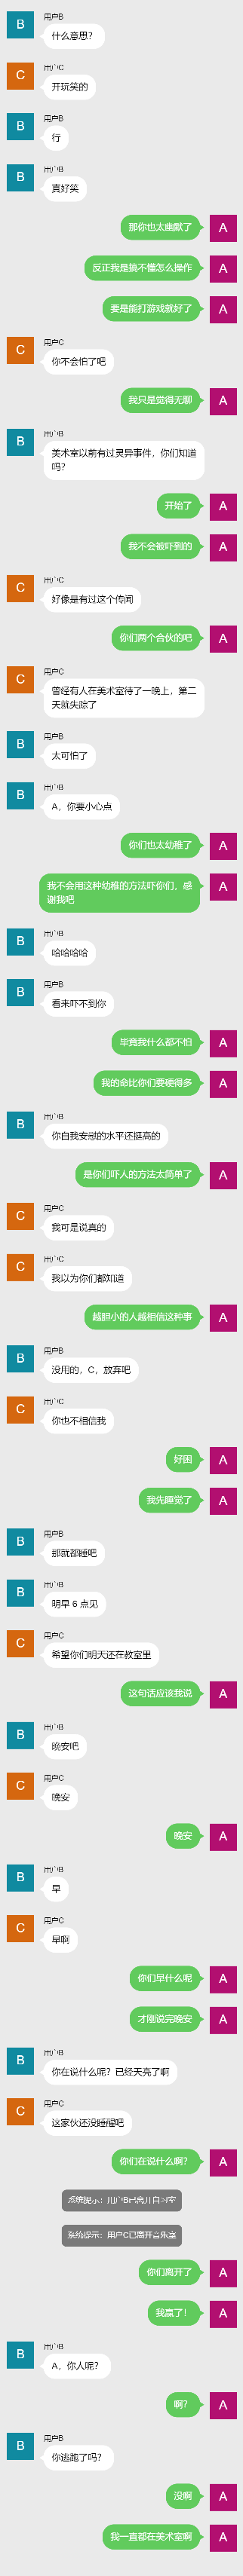 B
用户B
什么意思？
C
用户C
开玩笑的
B
用户B
行
B
用户B
真好笑
那你也太幽默了
A
反正我是搞不懂怎么操作
A
要是能打游戏就好了
A
C
用户C
你不会怕了吧
我只是觉得无聊
A
B
用户B
美术室以前有过灵异事件，你们知道
吗？
开始了
A
我不会被吓到的
A
C
用户C
好像是有过这个传闻
你们两个合伙的吧
A
C
用户C
曾经有人在美术室待了一晚上，第二
天就失踪了
B
用户B
太可怕了
B
用户B
A，你要小心点
你们也太幼稚了
A
我不会用这种幼稚的方法吓你们，感
谢我吧
A
B
用户B
哈哈哈哈
B
用户B
看来吓不到你
毕竟我什么都不怕
A
我的命比你们要硬得多
A
B
用户B
你自我安慰的水平还挺高的
是你们吓人的方法太简单了
A
C
用户C
我可是说真的
C
用户C
我以为你们都知道
越胆小的人越相信这种事
A
B
用户B
没用的，C，放弃吧
C
用户C
你也不相信我
好困
A
我先睡觉了
A
B
用户B
那就都睡吧
B
用户B
明早 6 点见
C
用户C
希望你们明天还在教室里
这句话应该我说
A
B
用户B
晚安吧
C
用户C
晚安
晚安
A
B
用户B
早
C
用户C
早啊
你们早什么呢
A
才刚说完晚安
A
B
用户B
你在说什么呢？已经天亮了啊
C
用户C
这家伙还没睡醒吧
你们在说什么啊？
A
系统提示：用户B已离开自习室
系统提示：用户C已离开音乐室
你们离开了
A
我赢了！
A
B
用户B
A，你人呢？
啊？
A
B
用户B
你逃跑了吗？
没啊
A
我一直都在美术室啊
A